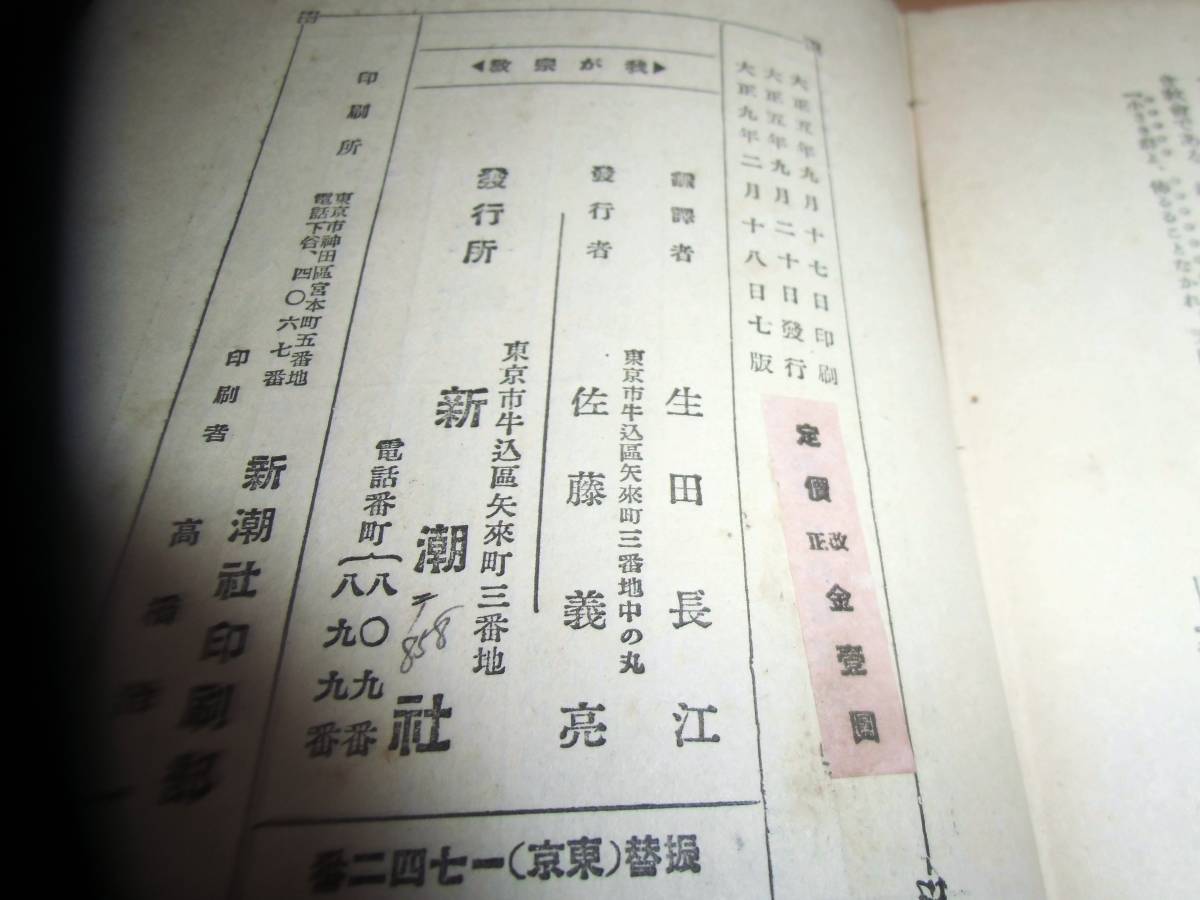 大正五年九月十七日印刷
大正五年九月二十日發行
大正九年二月十八日七版
定價
改正
金壹圓
我が宗教
飜譯者
生田長江
東京市牛込區矢來町三番地中の丸
發行者
佐藤義亮
發行所
東京市牛込區矢來町三番地
新潮社
電話番町
八〇九番
八九九番
858
印刷所
東京市神田區宮本町五番地
電話下谷、四〇六七番
新潮社印刷部
印刷者
高橋
振替(東京)一七四二番